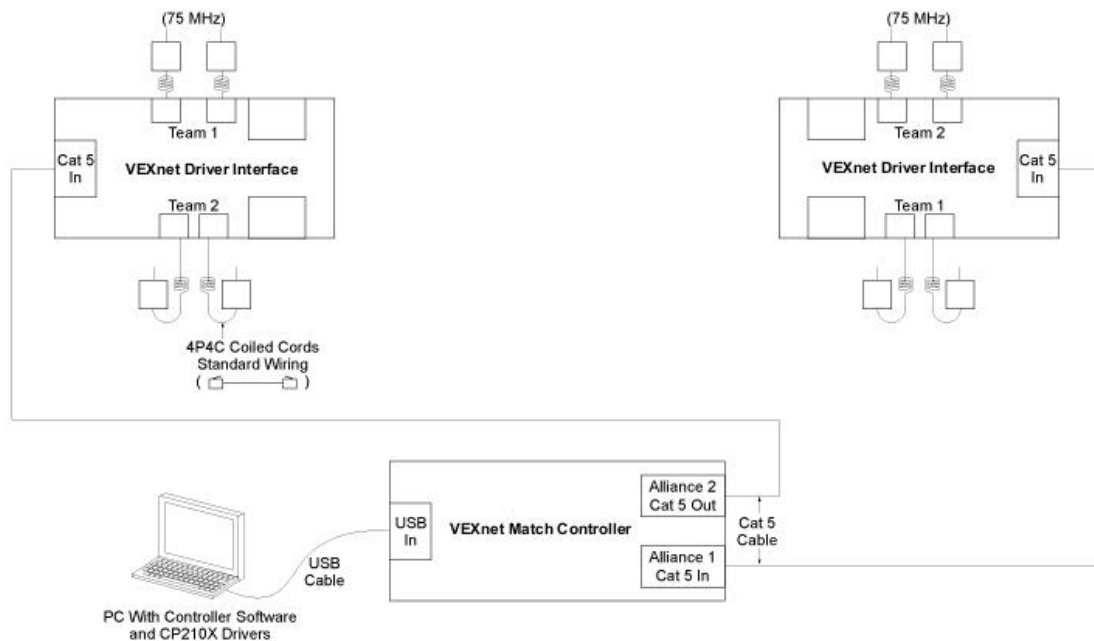 (75 MHz)
(75 MHz)
Team 1
Team 2
Cat 5
In
VEXnet Driver Interface
VEXnet Driver Interface
Cat 5
In
Team 2
Team 1
4P4C Coiled Cords
Standard Wiring
( )
Alliance 2
Cat 5 Out
USB
In
VEXnet Match Controller
Cat 5
Cable
Alliance 1
Cat 5 In
USB
Cable
PC With Controller Software
and CP210X Drivers